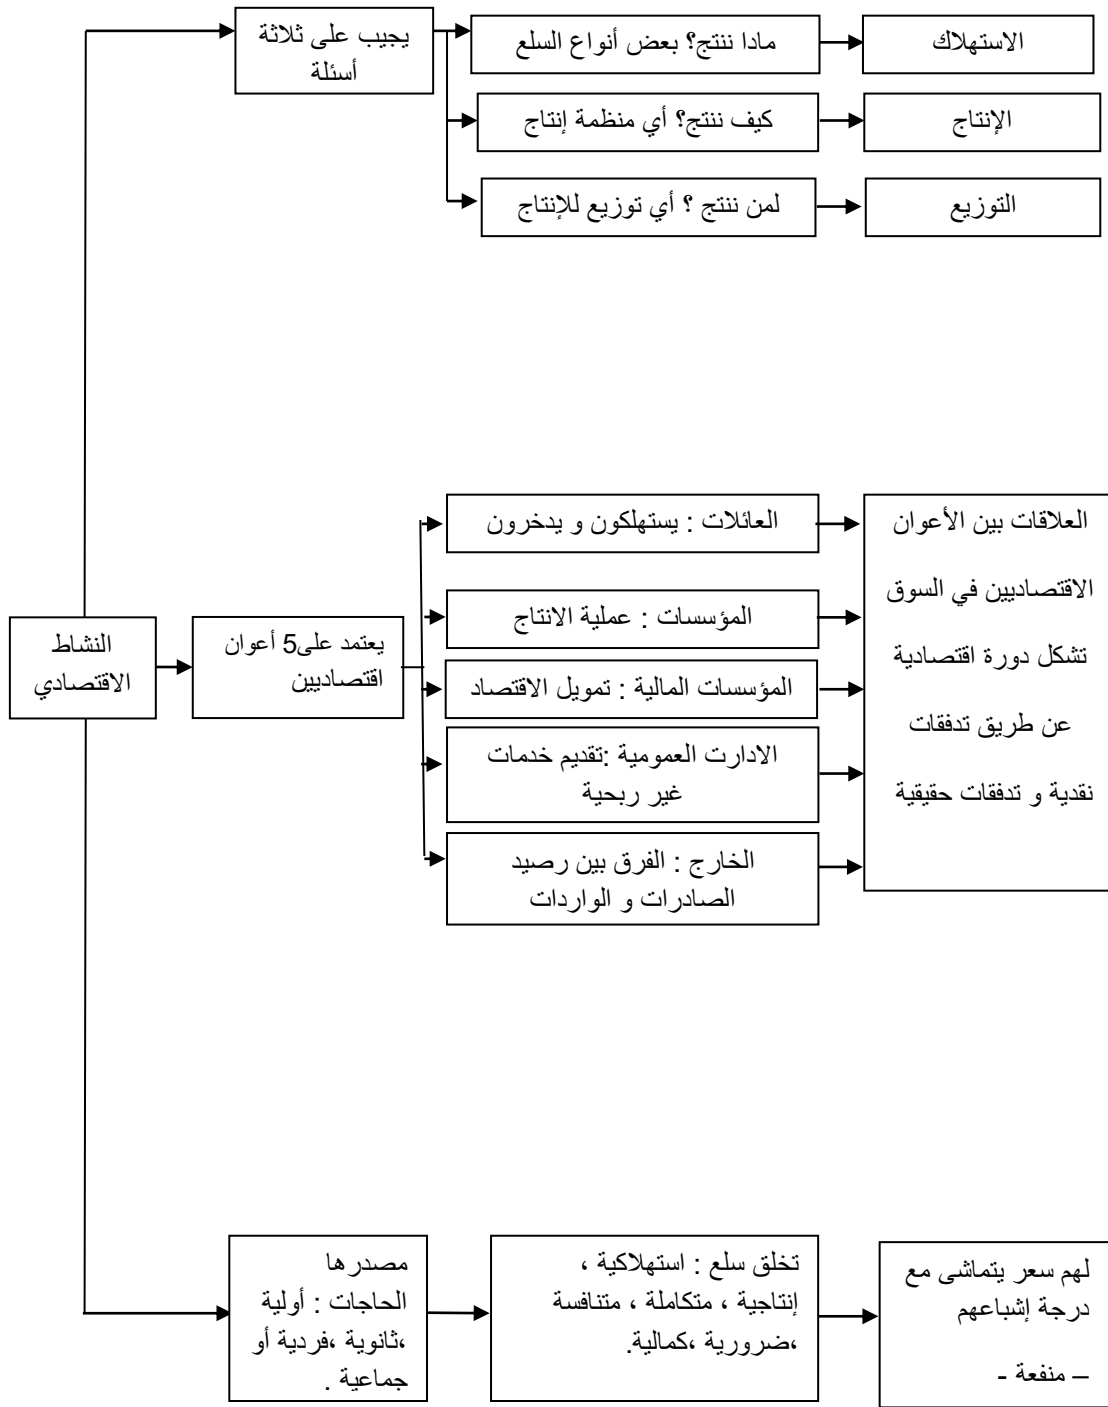 يجيب على ثلاثة
أسئلة
مادا ننتج؟ بعض أنواع السلع
الاستهلاك
كيف ننتج؟ أي منظمة إنتاج
الإنتاج
لمن ننتج ؟ أي توزيع للإنتاج
التوزيع
النشاط
الاقتصادي
يعتمد على5 أعوان
اقتصاديين
العائلات : يستهلكون و يدخرون
المؤسسات : عملية الانتاج
المؤسسات المالية : تمويل الاقتصاد
الادارت العمومية :تقديم خدمات
غير ربحية
الخارج : الفرق بين رصيد
الصادرات و الواردات
العلاقات بين الأعوان
الاقتصاديين في السوق
تشكل دورة اقتصادية
عن طريق تدفقات
نقدية و تدفقات حقيقية
مصدرها
الحاجات : أولية
،ثانوية ،فردية أو
جماعية .
تخلق سلع : استهلاكية ،
إنتاجية ، متكاملة ، متنافسة
،ضرورية ،كمالية.
لهم سعر يتماشى مع
درجة إشباعهم
– منفعة -